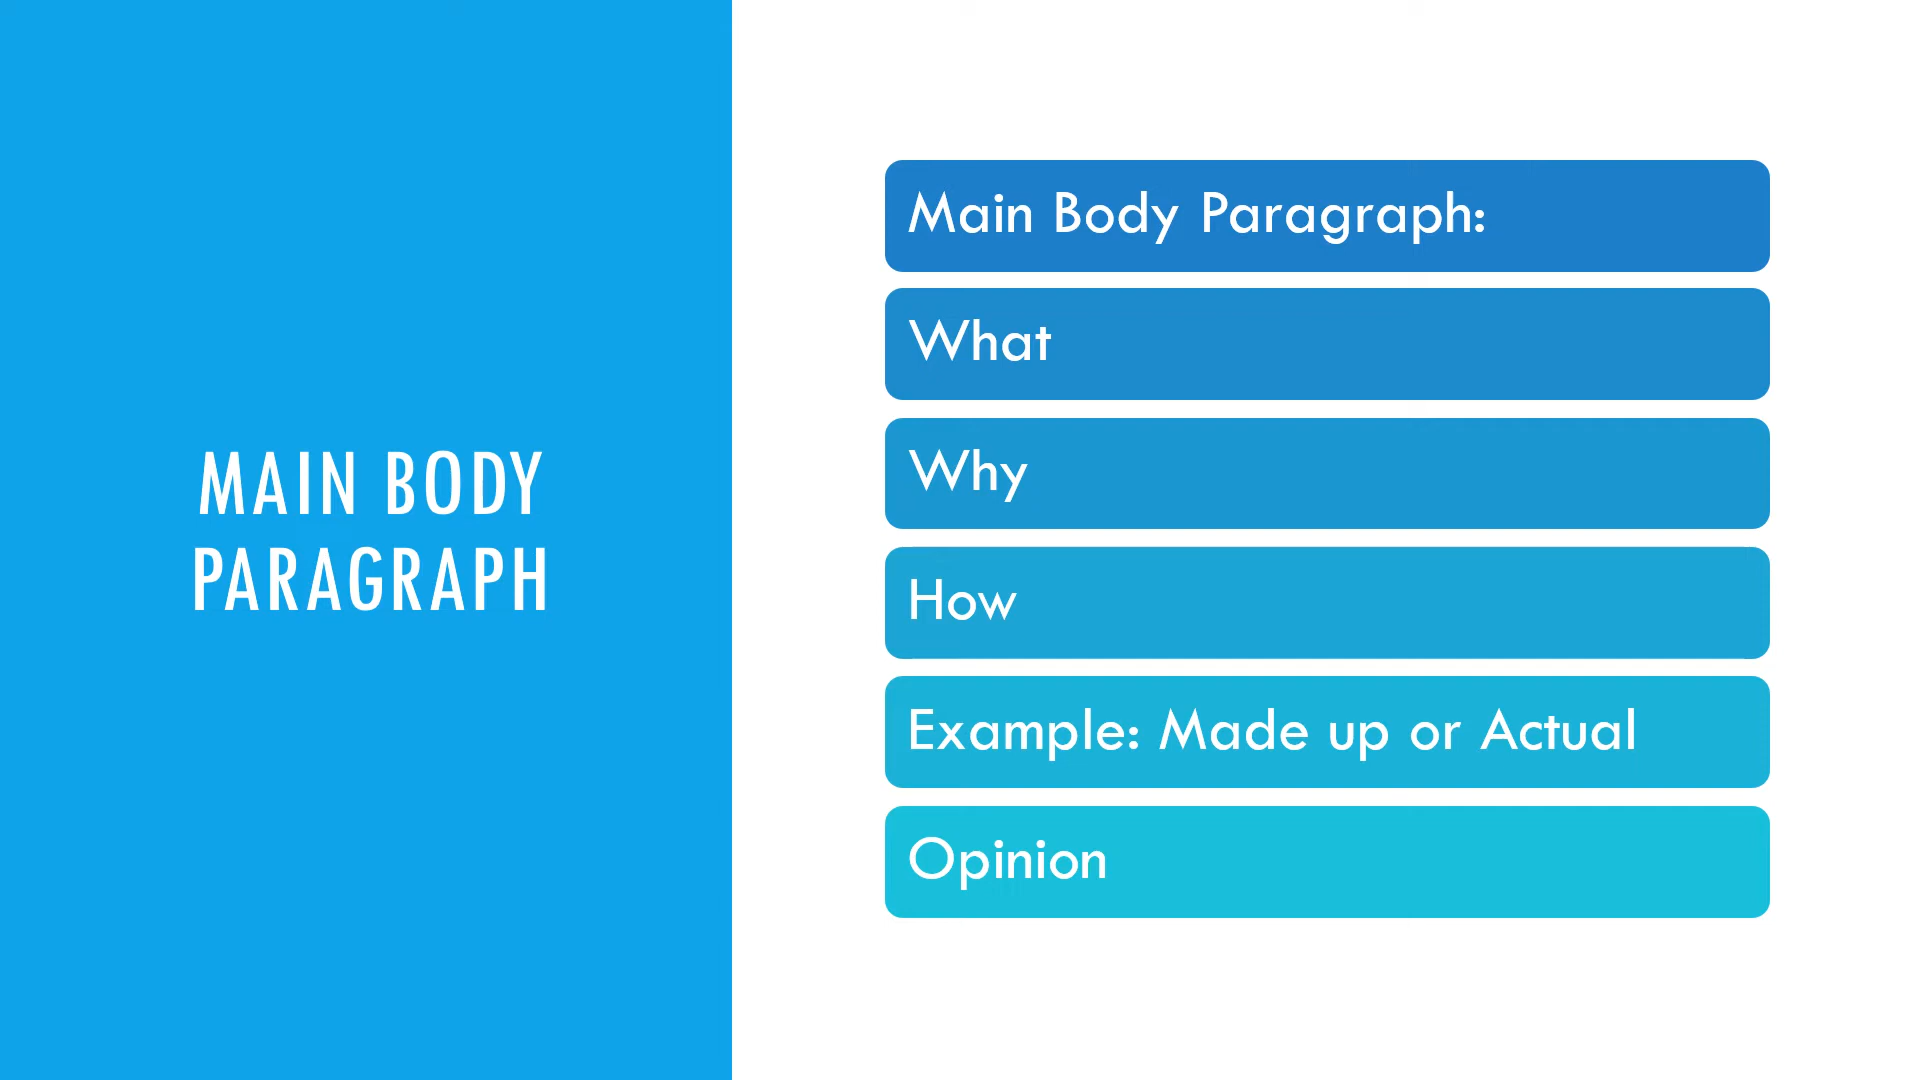 MAIN BODY
PARAGRAPH
Main Body Paragraph:
What
Why
How
Example: Made up or Actual
Opinion